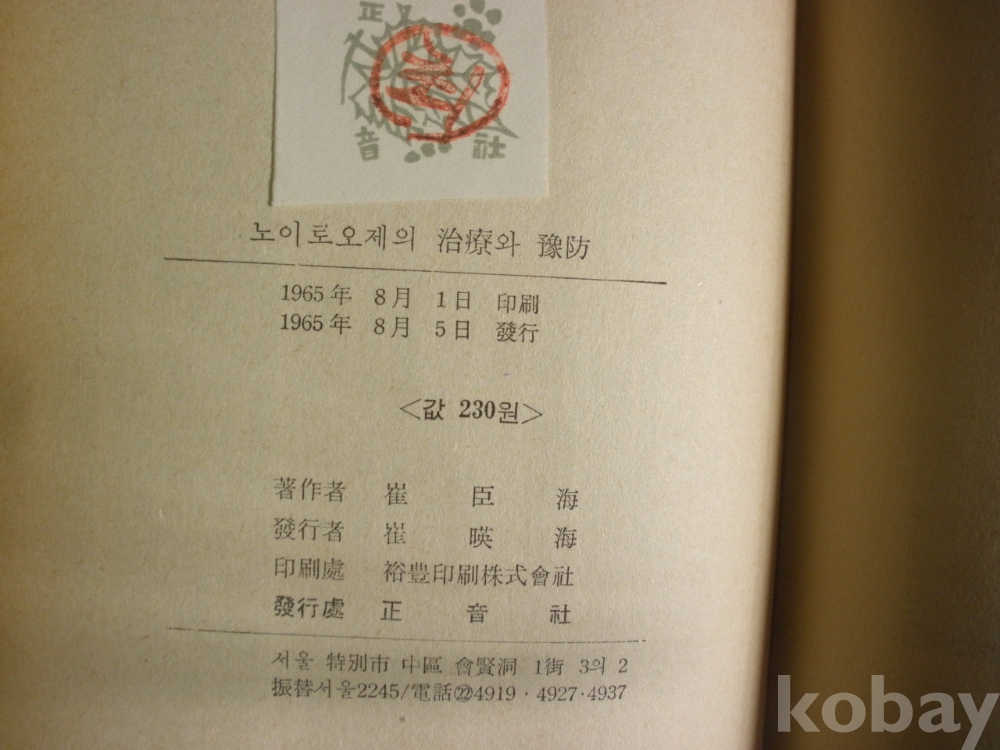 正
音 社
노이로오제의 治療와 豫防
1965年 8月 1日 印刷
1965年 8月 5日 發行
<값 230원>
著作者 崔 臣 海
發行者 崔 暎 海
印刷處 裕豊印刷株式會社
發行處 正 音 社
서울 特別市 中區 會賢洞 1街 3의 2
振替서울2245/電話㉒4919·4927·4937
kobay